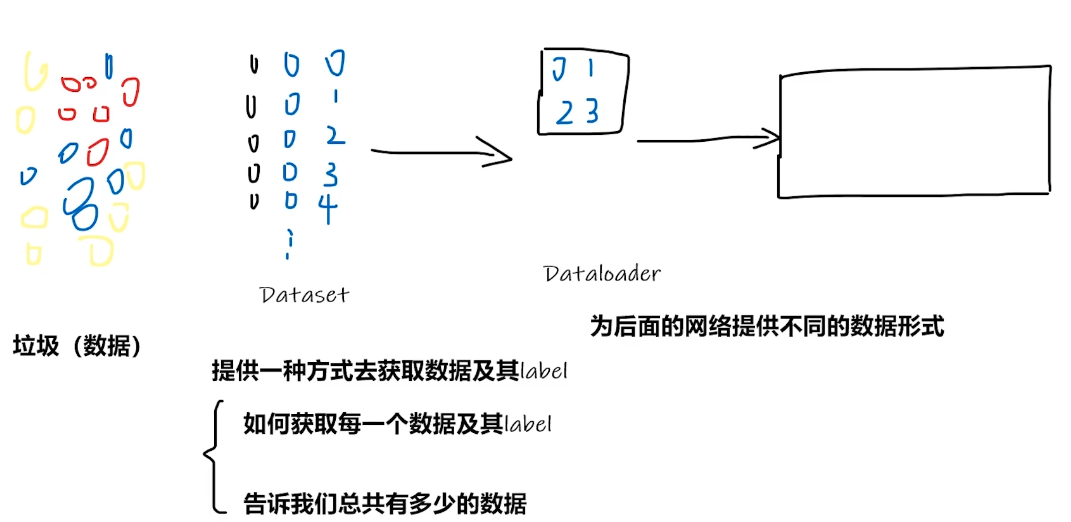 0 0 0
0 0 1
0 0 2
0 0 3
0 0 4
0 1
2 3
Dataset
Dataloader
垃圾（数据）
为后面的网络提供不同的数据形式
提供一种方式去获取数据及其label
如何获取每一个数据及其label
告诉我们总共有多少的数据